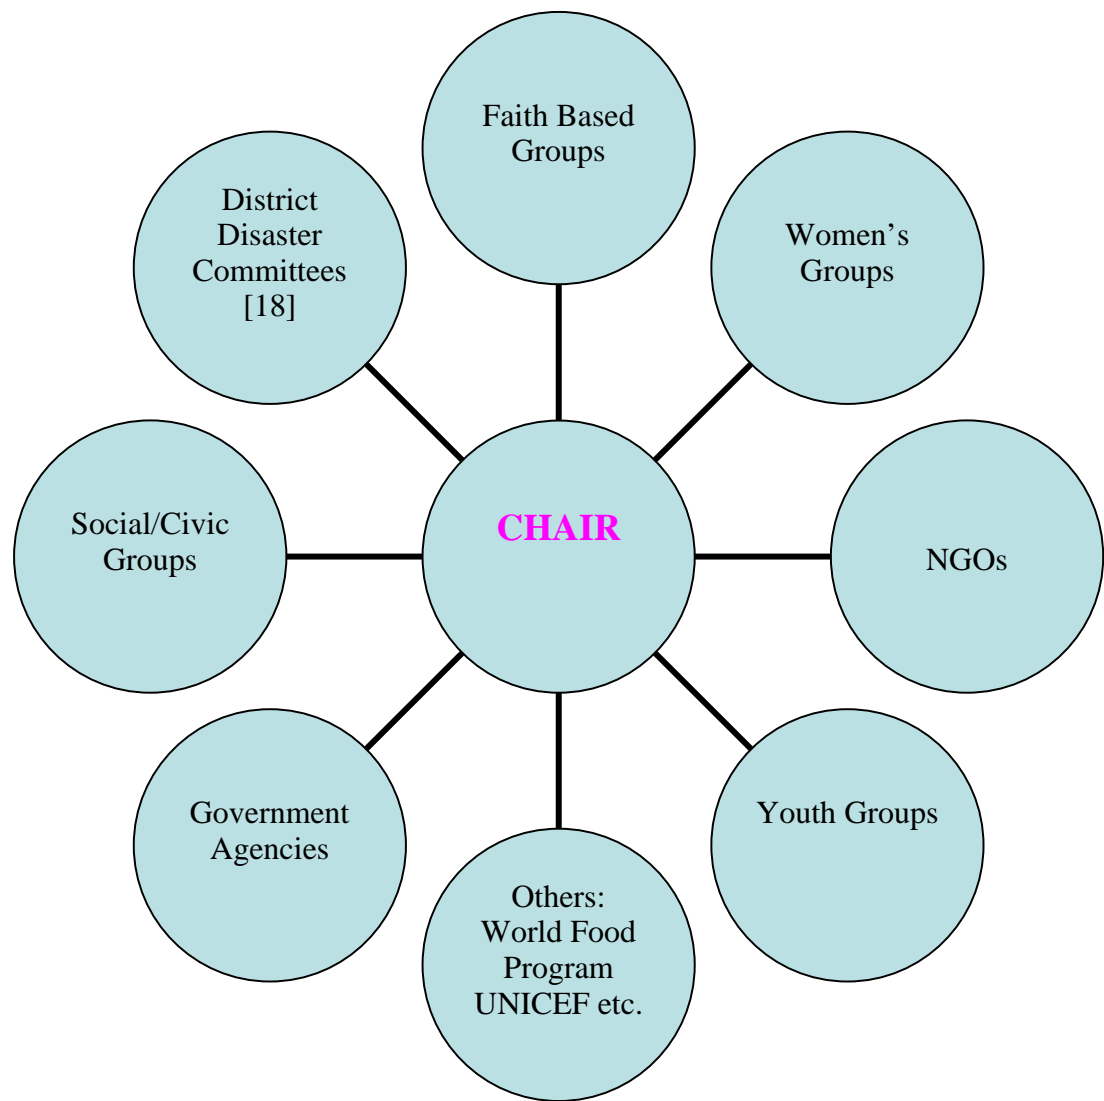 Faith Based
Groups
District
Disaster
Committees
[18]
Women’s
Groups
Social/Civic
Groups
CHAIR
NGOs
Government
Agencies
Youth Groups
Others:
World Food
Program
UNICEF etc.